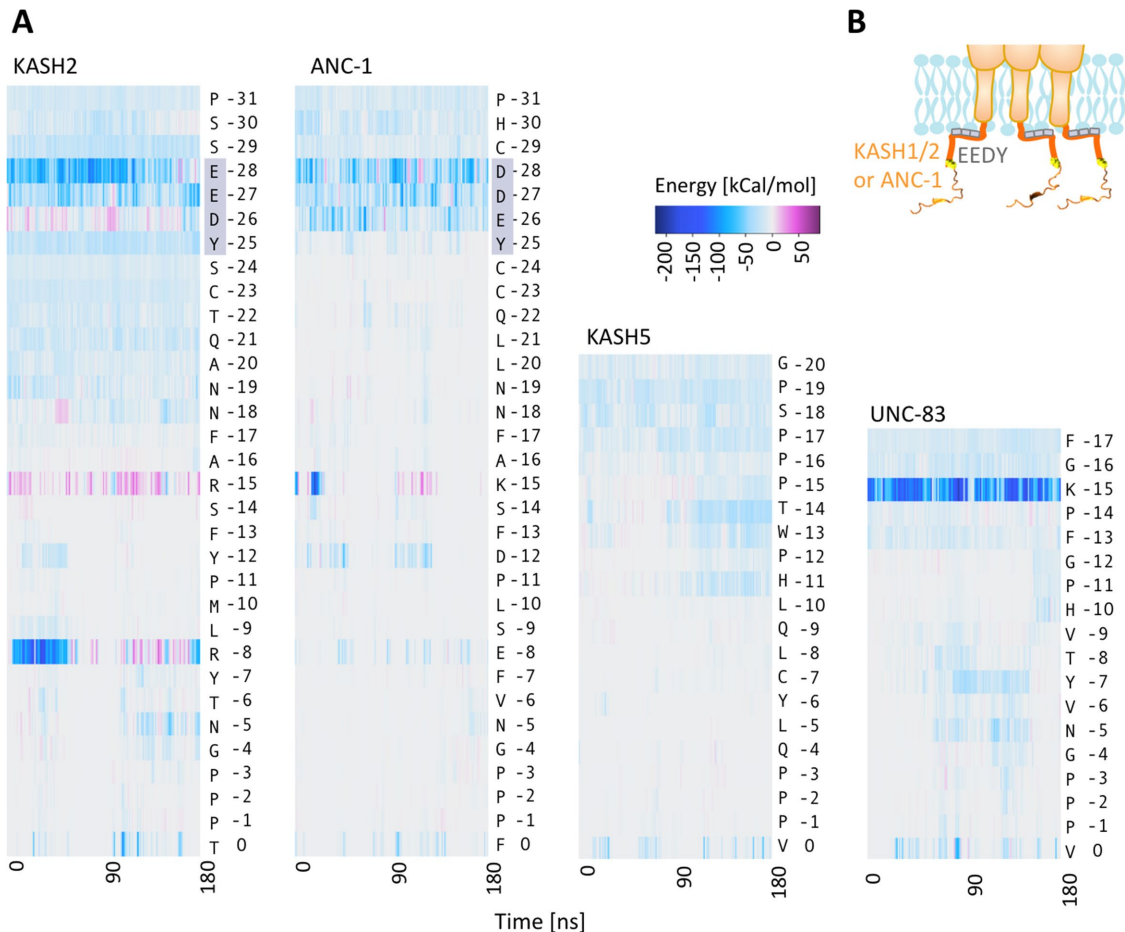 A
B
KASH2
ANC-1
P -31
S -30
S -29
E -28
E -27
D -26
Y -25
S -24
C -23
T -22
Q -21
A -20
N -19
N -18
F -17
A -16
R -15
S -14
F -13
Y -12
P -11
M -10
L -9
R -8
Y -7
T -6
N -5
G -4
P -3
P -2
P -1
T 0
0
90
180
P -31
H -30
C -29
D -28
D -27
E -26
Y -25
C -24
C -23
Q -22
L -21
L -20
N -19
N -18
F -17
A -16
K -15
S -14
F -13
D -12
P -11
L -10
S -9
E -8
F -7
V -6
N -5
G -4
P -3
P -2
P -1
F 0
0
90
180
Energy [kCal/mol]
-200
-150
-100
-50
0
50
KASH1/2
or ANC-1
EEDY
KASH5
G -20
P -19
S -18
P -17
P -16
P -15
T -14
W -13
P -12
H -11
L -10
Q -9
L -8
C -7
Y -6
L -5
Q -4
P -3
P -2
P -1
V 0
0
90
180
UNC-83
F -17
G -16
K -15
P -14
F -13
G -12
P -11
H -10
V -9
T -8
Y -7
V -6
N -5
G -4
P -3
P -2
P -1
V 0
0
90
180
Time [ns]